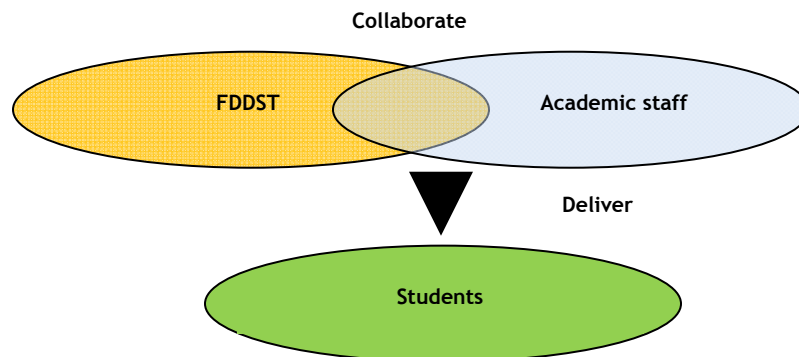 Collaborate
FDDST
Academic staff
Deliver
Students